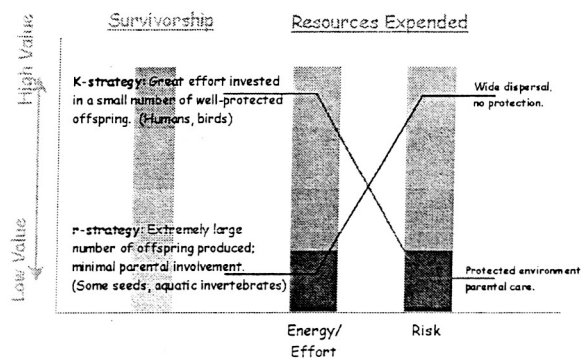 Survivorship
Resources Expended
High Value
Low Value
K-strategy: Great effort invested
in a small number of well-protected
offspring. (Humans, birds)
Wide dispersal,
no protection.
r-strategy: Extremely large
number of offspring produced;
minimal parental involvement.
(Some seeds, aquatic invertebrates)
Protected environment
parental care.
Energy/
Effort
Risk